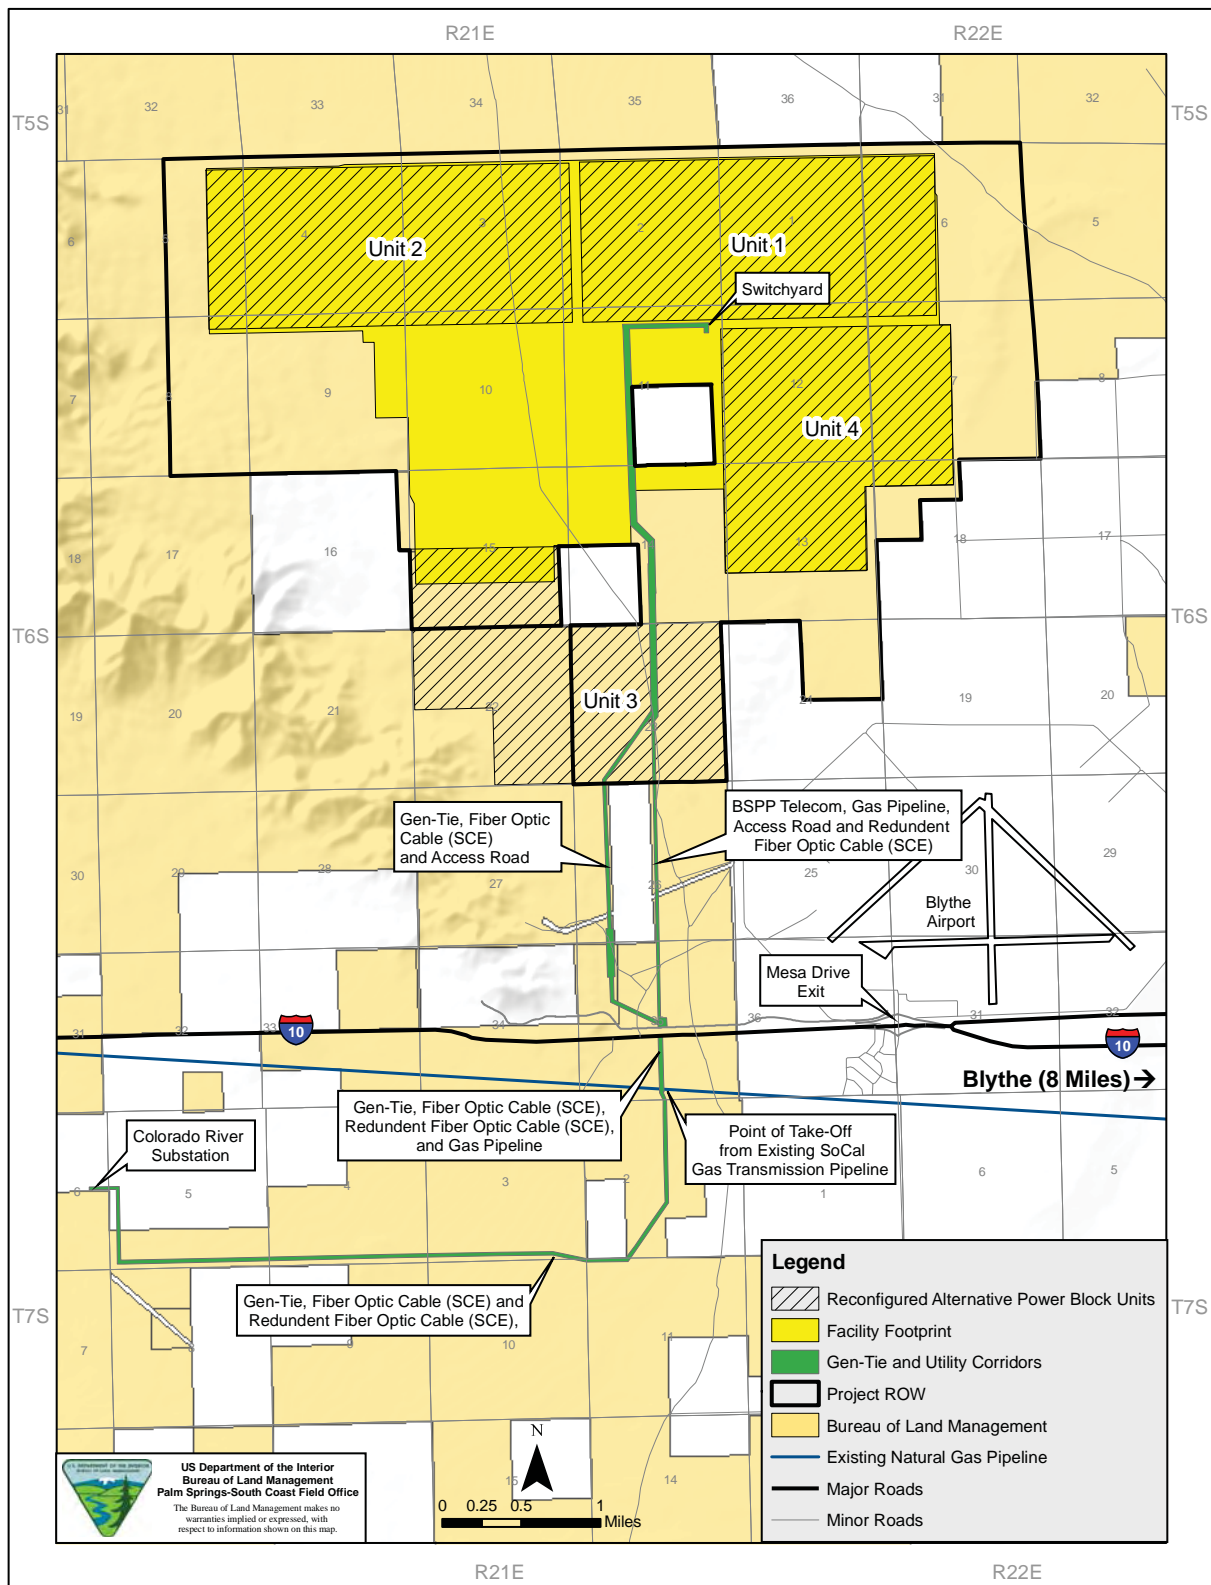 R21E
R22E
T5S
T5S
31
32
33
34
35
36
31
32
6
5
4
3
2
1
6
5
Unit 2
Unit 1
Switchyard
7
8
9
10
11
12
7
8
Unit 4
18
17
16
15
14
13
18
17
T6S
T6S
19
20
21
22
Unit 3
23
24
19
20
Gen-Tie, Fiber Optic
Cable (SCE)
and Access Road
BSPP Telecom, Gas Pipeline,
Access Road and Redundent
Fiber Optic Cable (SCE)
30
29
28
27
26
25
30
29
Blythe
Airport
Mesa Drive
Exit
31
32
33
34
35
36
31
32
10
10
Blythe (8 Miles)→
Gen-Tie, Fiber Optic Cable (SCE),
Redundent Fiber Optic Cable (SCE),
and Gas Pipeline
Point of Take-Off
from Existing SoCal
Gas Transmission Pipeline
Colorado River
Substation
6
5
4
3
2
1
6
5
Gen-Tie, Fiber Optic Cable (SCE) and
Redundent Fiber Optic Cable (SCE),
T7S
T7S
7
8
9
10
11
15
14
Legend
Reconfigured Alternative Power Block Units
Facility Footprint
Gen-Tie and Utility Corridors
Project ROW
Bureau of Land Management
Existing Natural Gas Pipeline
Major Roads
Minor Roads
N
0 0.25 0.5 1
Miles
U.S. DEPARTMENT OF THE INTERIOR
BUREAU OF LAND MANAGEMENT
US Department of the Interior
Bureau of Land Management
Palm Springs-South Coast Field Office
The Bureau of Land Management makes no
warranties implied or expressed, with
respect to information shown on this map.
R21E
R22E